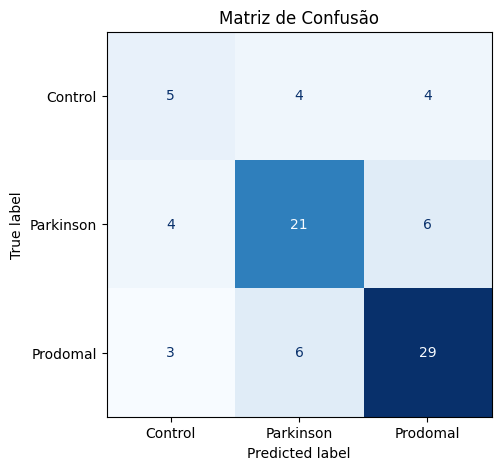 Matriz de Confusão
True label
Control
5 4 4
Parkinson
4 21 6
Prodomal
3 6 29
Control Parkinson Prodomal
Predicted label